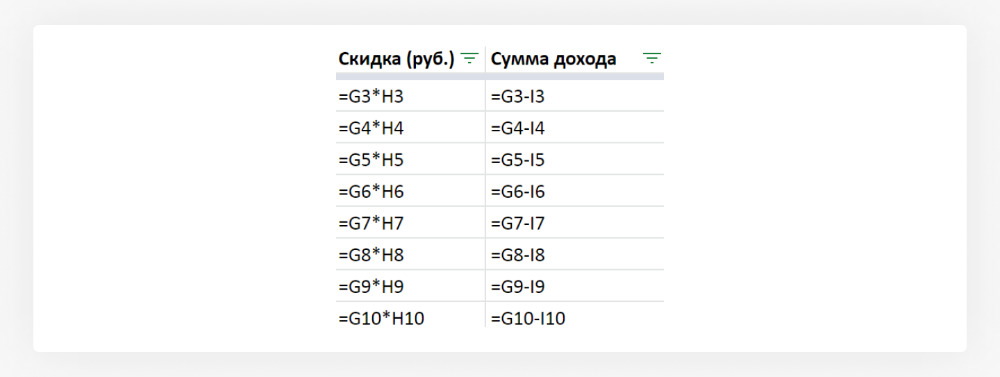 Скидка (руб.) Сумма дохода
=G3*H3 =G3-I3
=G4*H4 =G4-I4
=G5*H5 =G5-I5
=G6*H6 =G6-I6
=G7*H7 =G7-I7
=G8*H8 =G8-I8
=G9*H9 =G9-I9
=G10*H10 =G10-I10